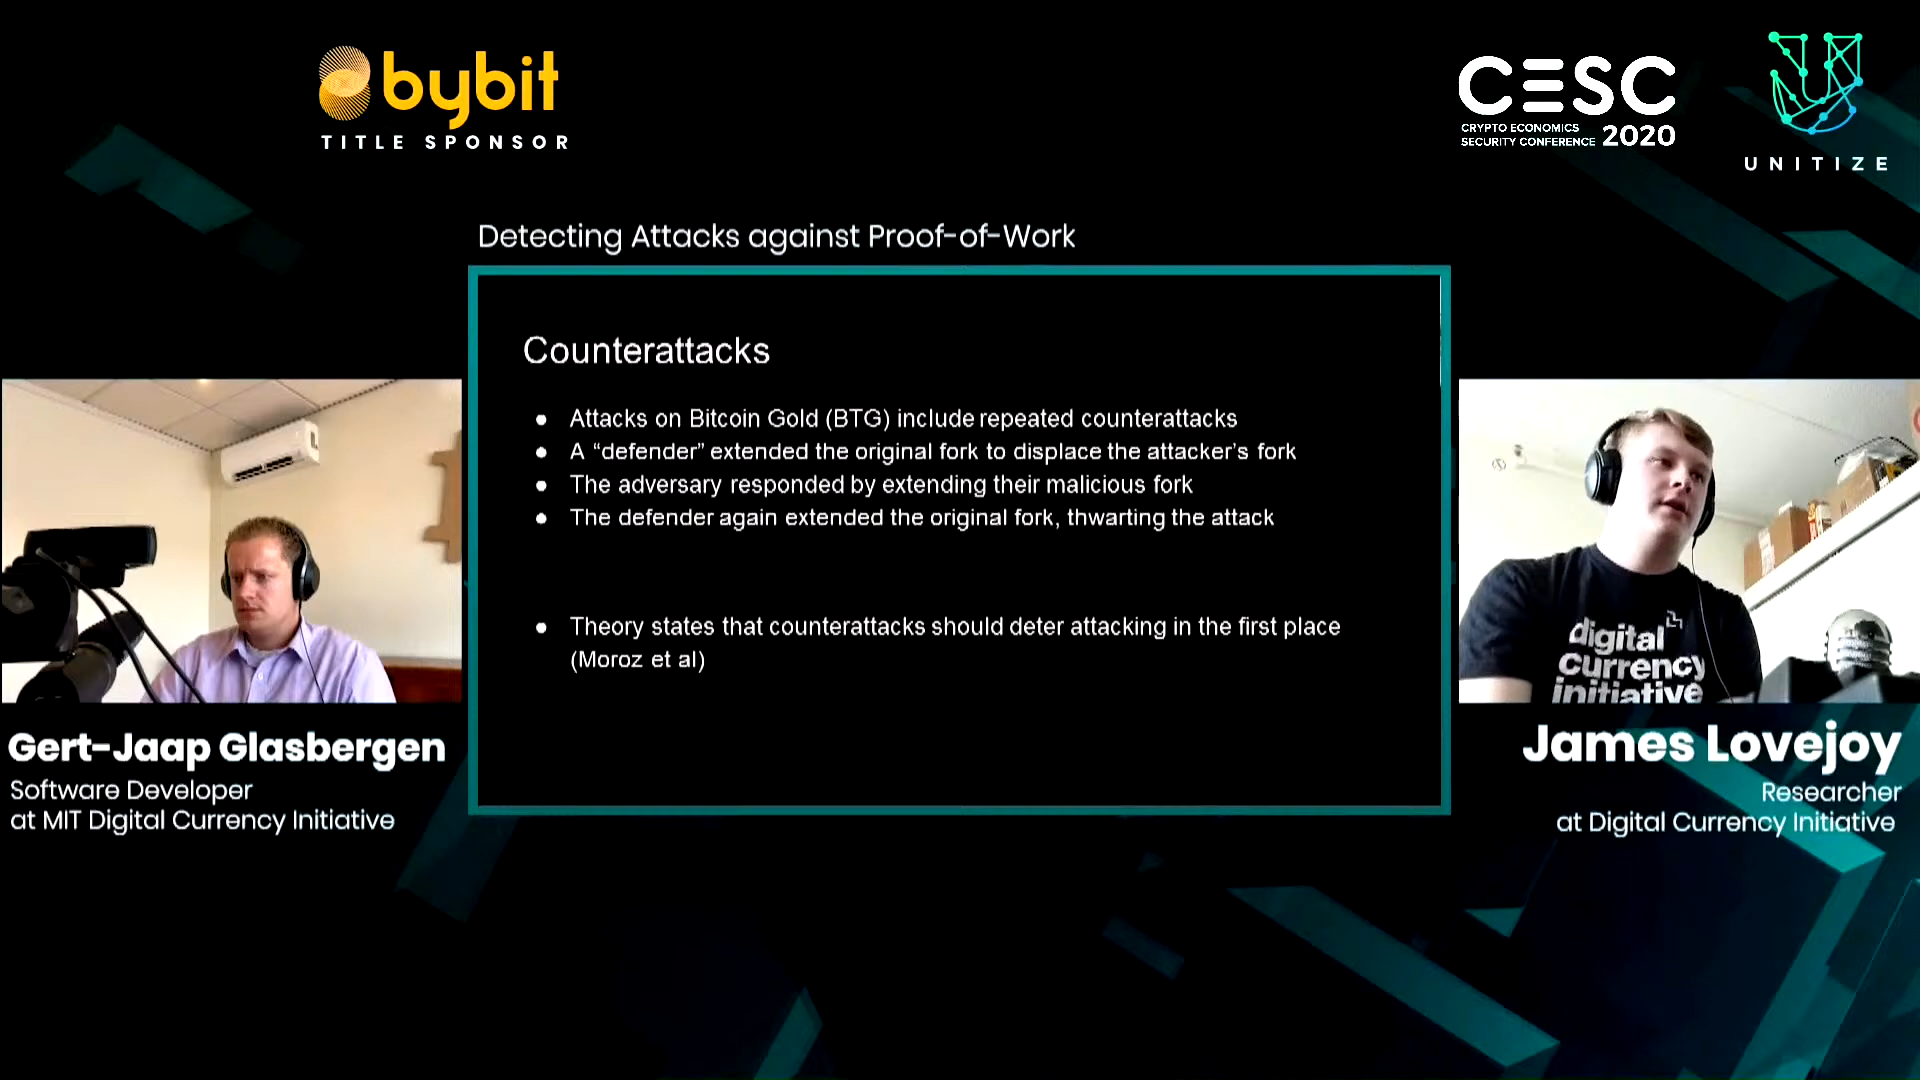 bybit
TITLE SPONSOR
CESC
CRYPTO ECONOMICS
SECURITY CONFERENCE 2020
UNITIZE
Detecting Attacks against Proof-of-Work
Counterattacks
● Attacks on Bitcoin Gold (BTG) include repeated counterattacks
● A “defender” extended the original fork to displace the attacker’s fork
● The adversary responded by extending their malicious fork
● The defender again extended the original fork, thwarting the attack
● Theory states that counterattacks should deter attacking in the first place
(Moroz et al)
Gert-Jaap Glasbergen
Software Developer
at MIT Digital Currency Initiative
digital
currency
initiative
James Lovejoy
Researcher
at Digital Currency Initiative